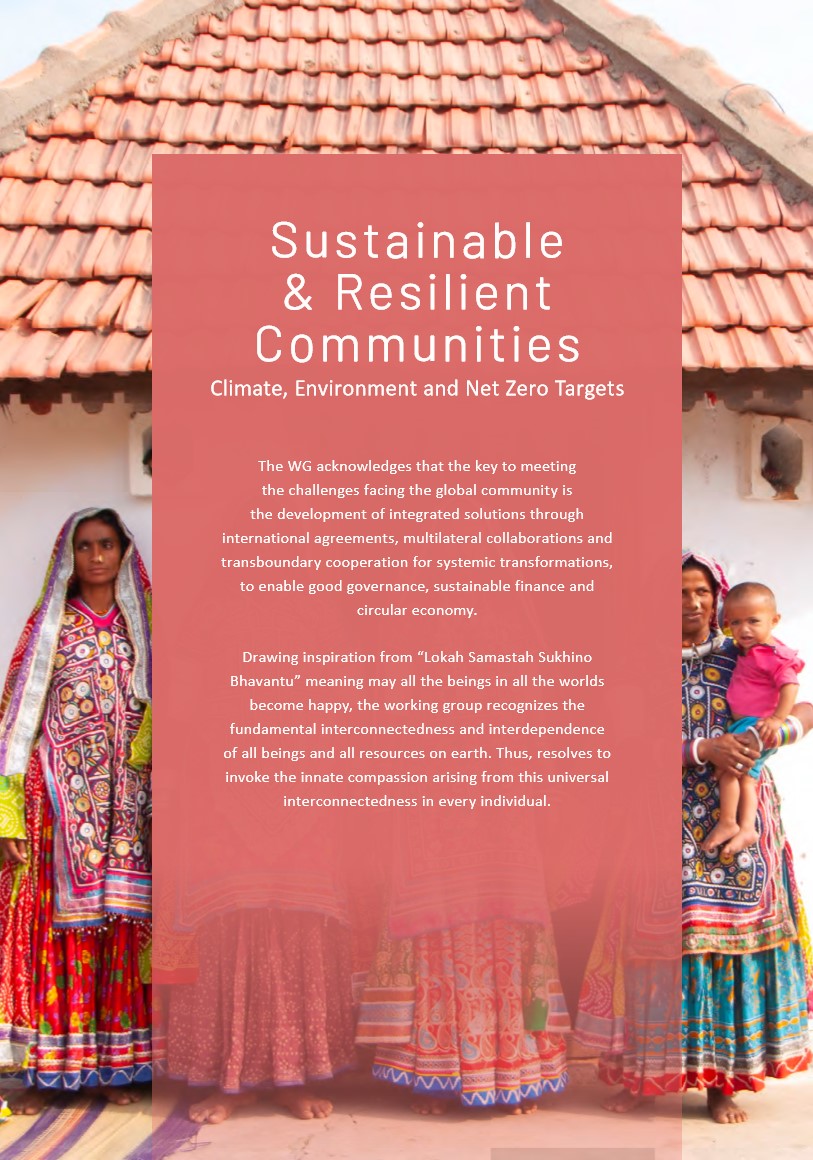 Sustainable
& Resilient
Communities
Climate, Environment and Net Zero Targets
The WG acknowledges that the key to meeting
the challenges facing the global community is
the development of integrated solutions through
international agreements, multilateral collaborations and
transboundary cooperation for systemic transformations,
to enable good governance, sustainable finance and
circular economy.
Drawing inspiration from “Lokah Samastah Sukhino
Bhavantu” meaning may all the beings in all the worlds
become happy, the working group recognizes the
fundamental interconnectedness and interdependence
of all beings and all resources on earth. Thus, resolves to
invoke the innate compassion arising from this universal
interconnectedness in every individual.